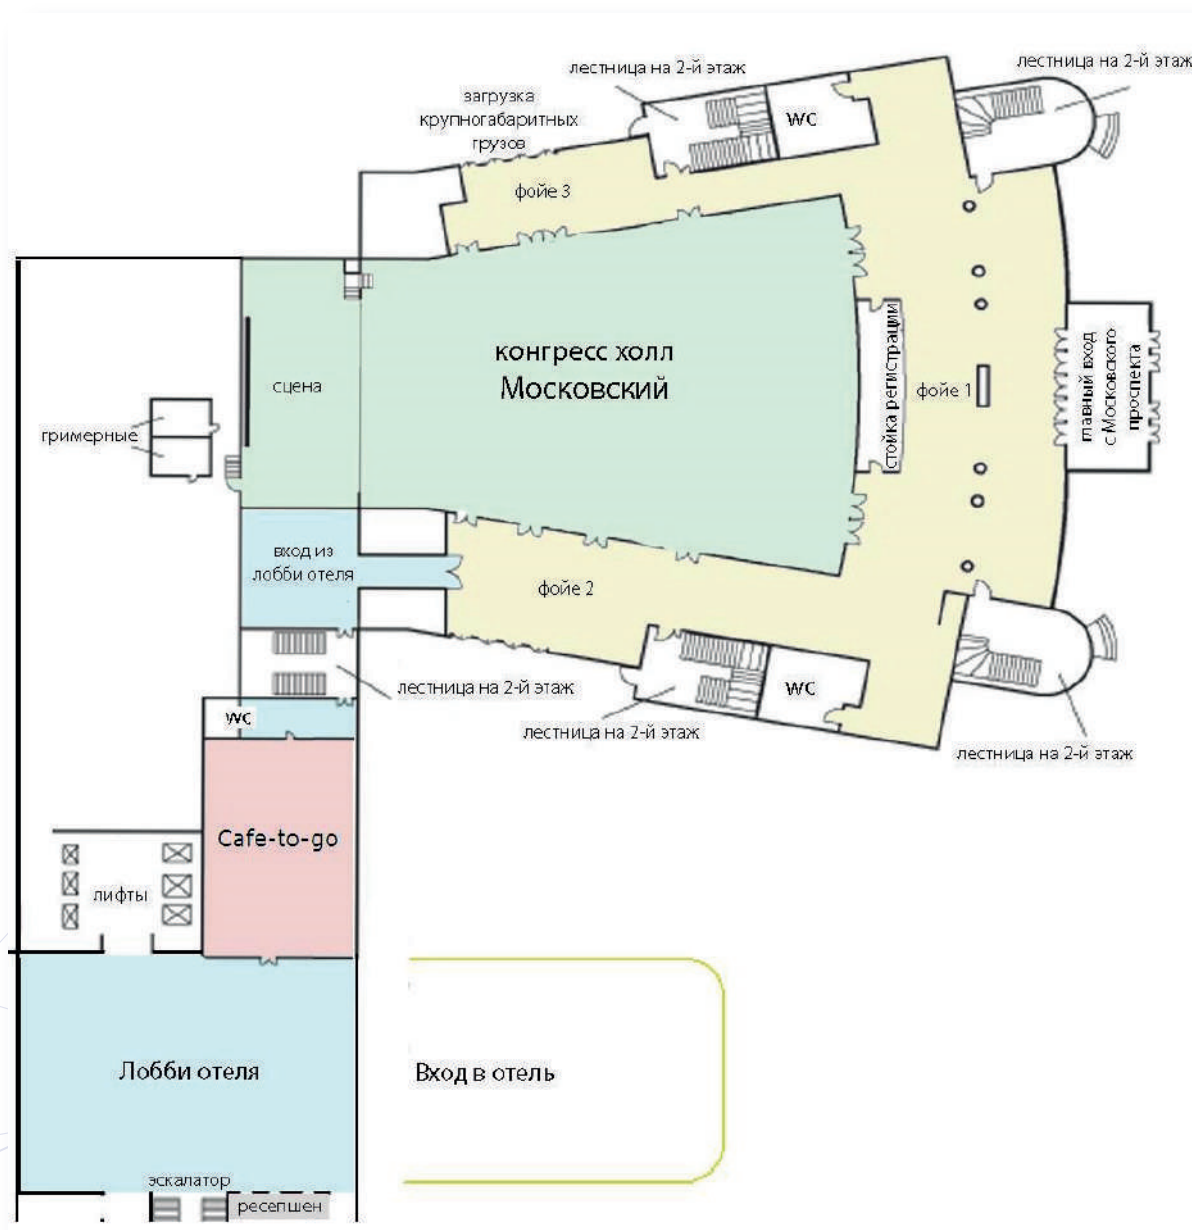 лестница на 2-й этаж
лестница на 2-й этаж
загрузка
крупногабаритных
грузов
WC
фойе 3
конгресс холл
Московский
сцена
стойка регистрации
фойе 1
главный вход
с Московского
проспекта
гримерные
вход из
лобби отеля
фойе 2
лестница на 2-й этаж
WC
WC
лестница на 2-й этаж
лестница на 2-й этаж
Cafe-to-go
лифты
Лобби отеля
Вход в отель
эскалатор
ресепшен